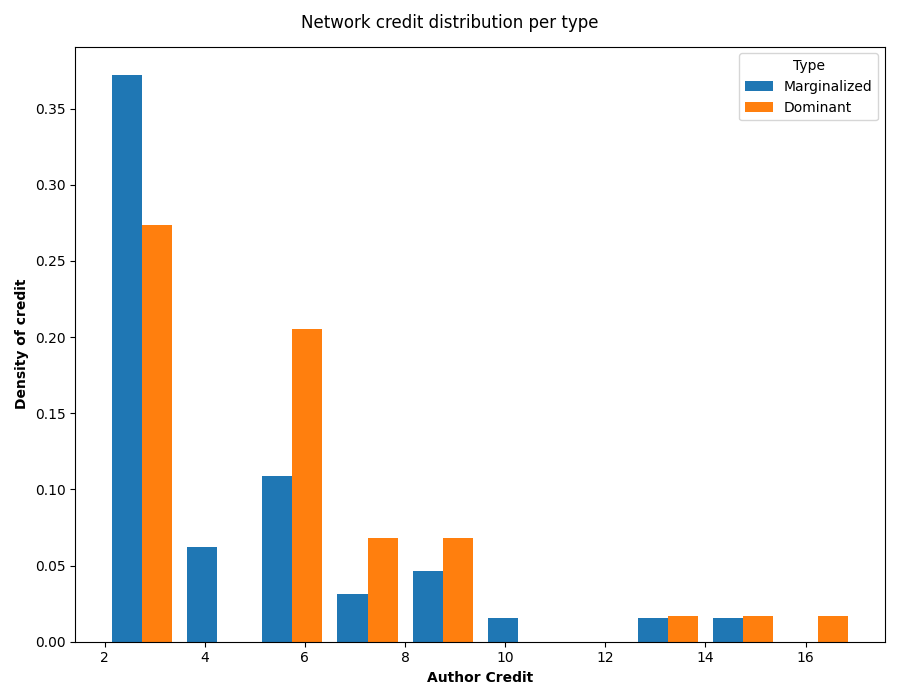 Network credit distribution per type
Type
Marginalized
Dominant
Density of credit
0.35
0.30
0.25
0.20
0.15
0.10
0.05
0.00
2 4 6 8 10 12 14 16
Author Credit